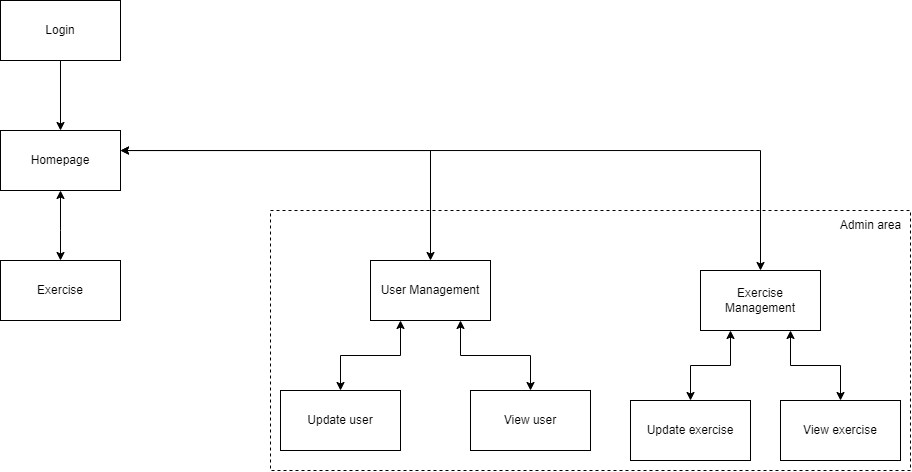 Login
Homepage
Exercise
Admin area
User Management
Exercise
Management
Update user
View user
Update exercise
View exercise